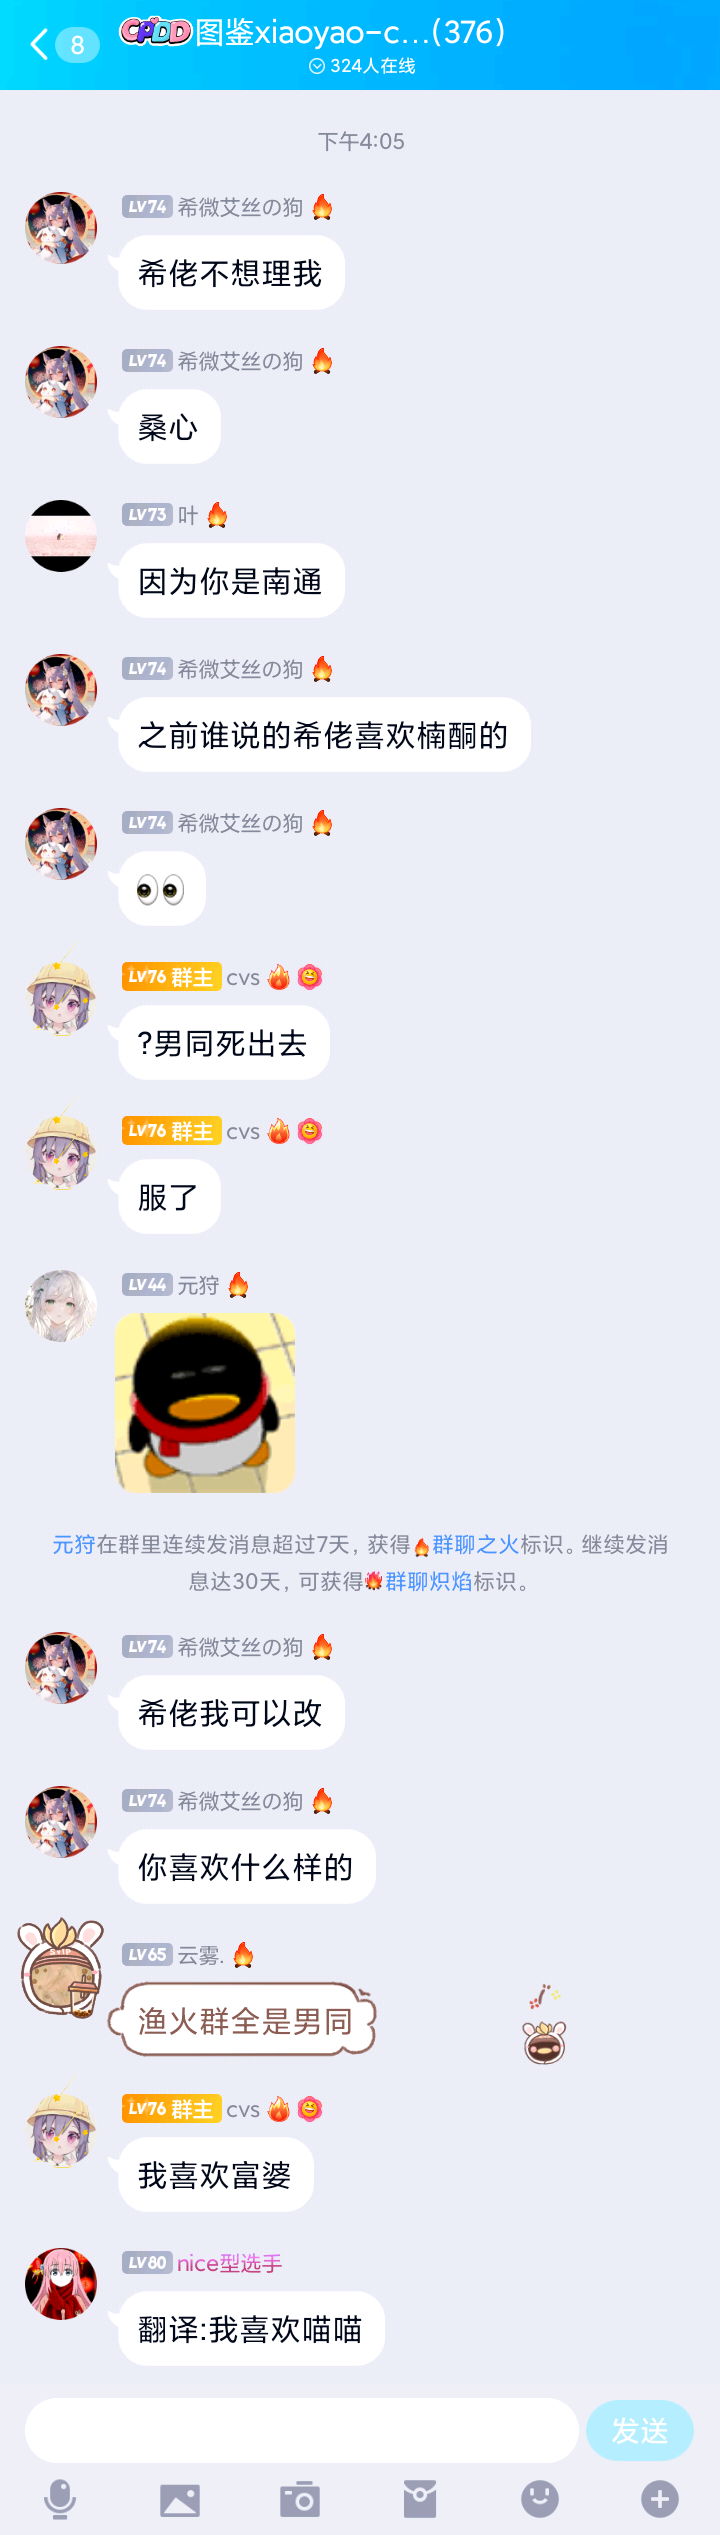 8
CPDD图鉴xiaoyao-c...(376)
324人在线
下午4:05
LV74 希微艾丝の狗
希佬不想理我
LV74 希微艾丝の狗
桑心
LV73 叶
因为你是南通
LV74 希微艾丝の狗
之前谁说的希佬喜欢楠酮的
LV74 希微艾丝の狗
👀
LV76 群主 cvs
?男同死出去
LV76 群主 cvs
服了
LV44 元狩
元狩在群里连续发消息超过7天，获得🔥群聊之火标识。继续发消
息达30天，可获得群聊炽焰标识。
LV74 希微艾丝の狗
希佬我可以改
LV74 希微艾丝の狗
你喜欢什么样的
LV65 云雾.
渔火群全是男同
LV76 群主 cvs
我喜欢富婆
LV80 nice型选手
翻译:我喜欢喵喵
发送